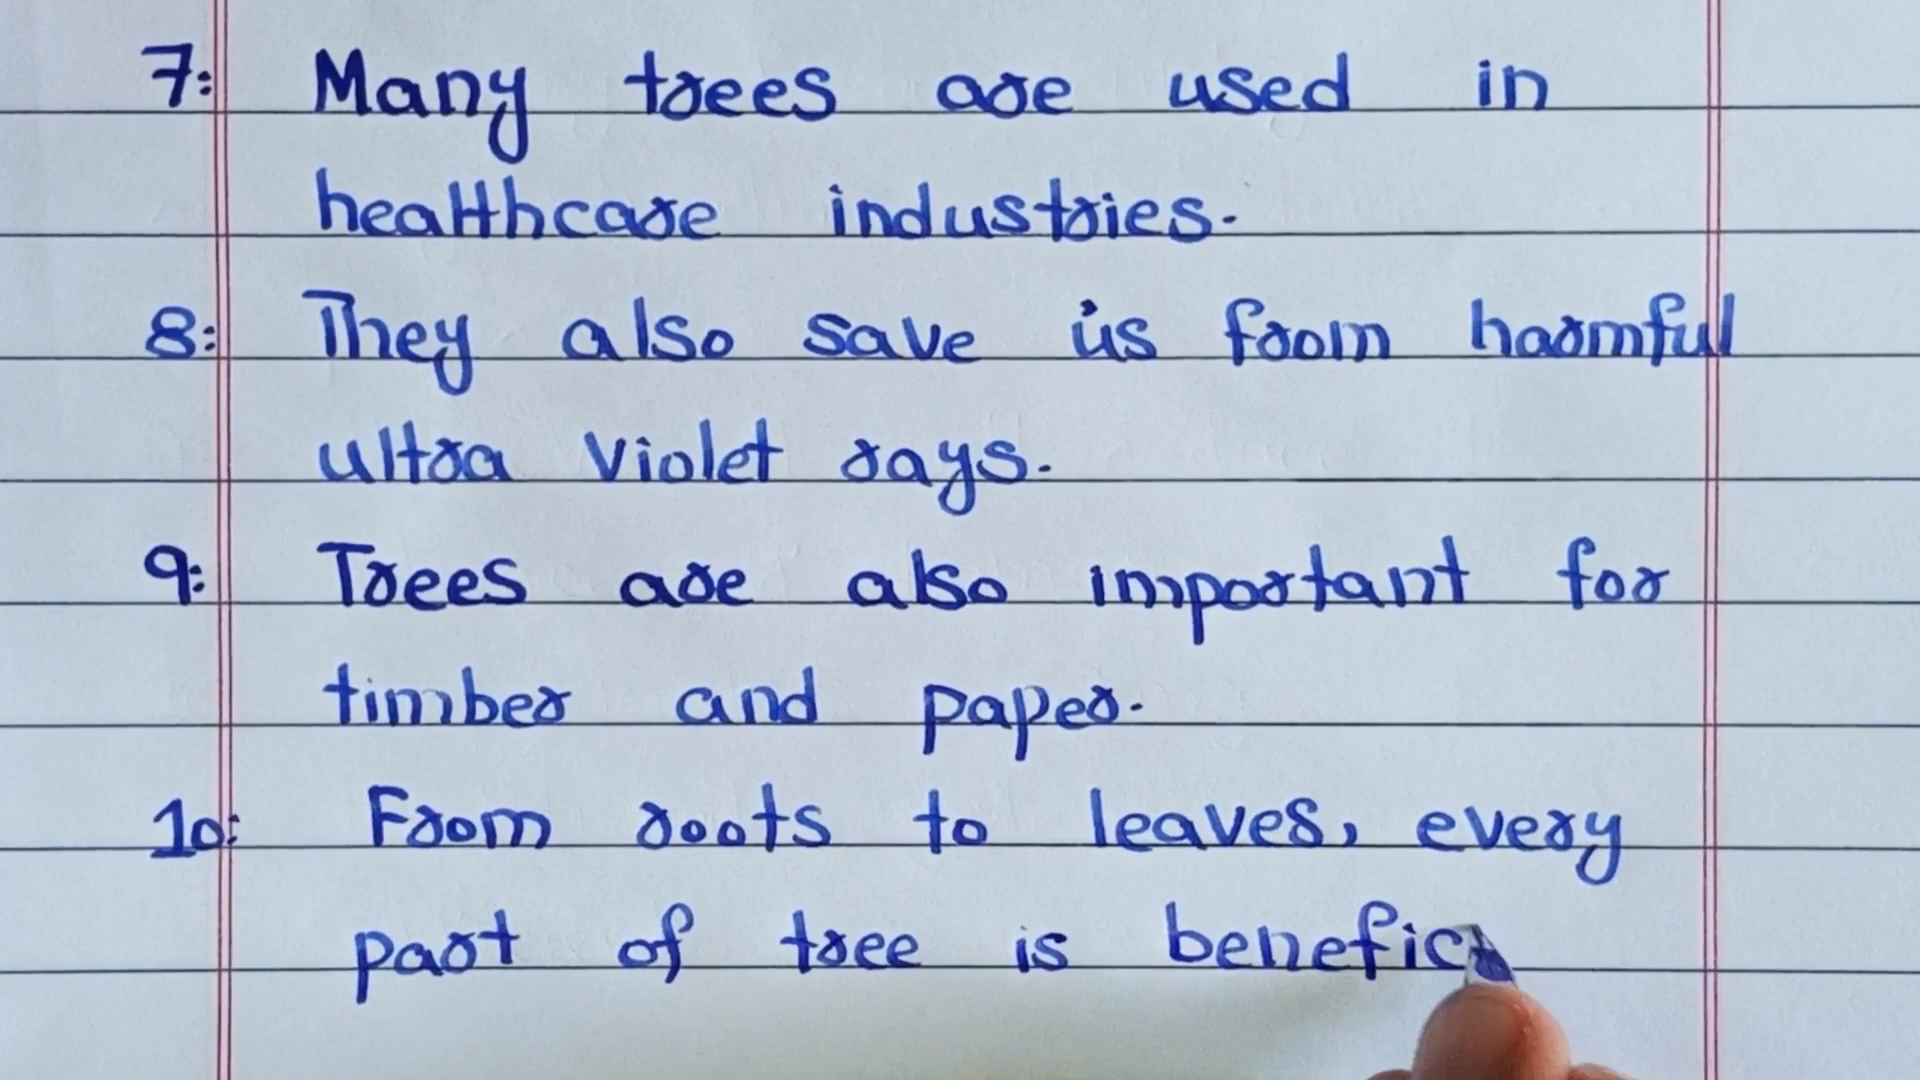 7: Many trees are used in
healthcare industries.
8: They also save us from harmful
ultra violet rays.
9: Trees are also important for
timber and paper.
10: From roots to leaves, every
part of tree is benefic